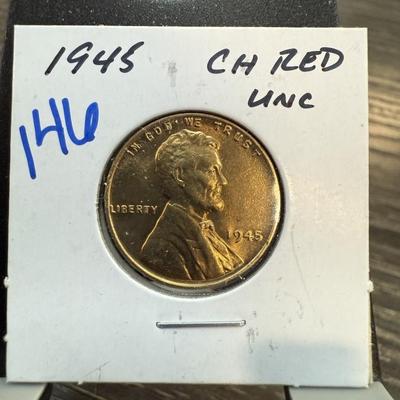 1945 CH RED
UNC
146
IN GOD WE TRUST
LIBERTY
1945